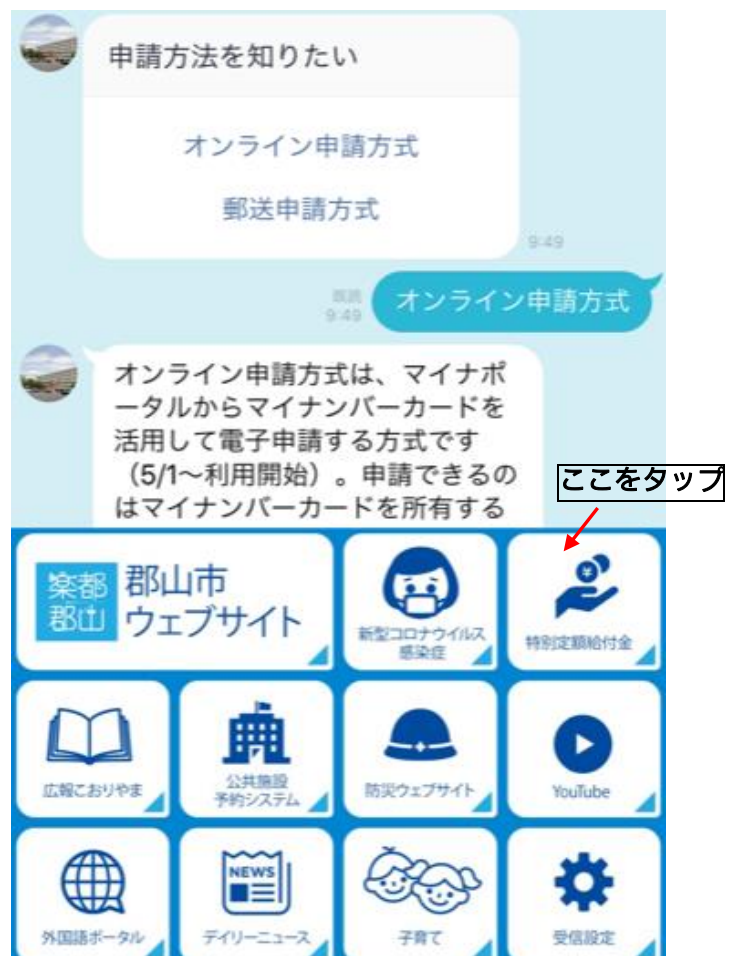 申請方法を知りたい
オンライン申請方式
郵送申請方式
9:49
既読
9:49
オンライン申請方式
オンライン申請方式は、マイナポ
ータルからマイナンバーカードを
活用して電子申請する方式です
（5/1～利用開始）。申請できるの
はマイナンバーカードを所有する
ここをタップ
楽都
郡山
郡山市
ウェブサイト
新型コロナウイルス
感染症
¥
特別定額給付金
広報こおりやま
公共施設
予約システム
防災ウェブサイト
YouTube
外国語ポータル
NEWS
デイリーニュース
子育て
受信設定